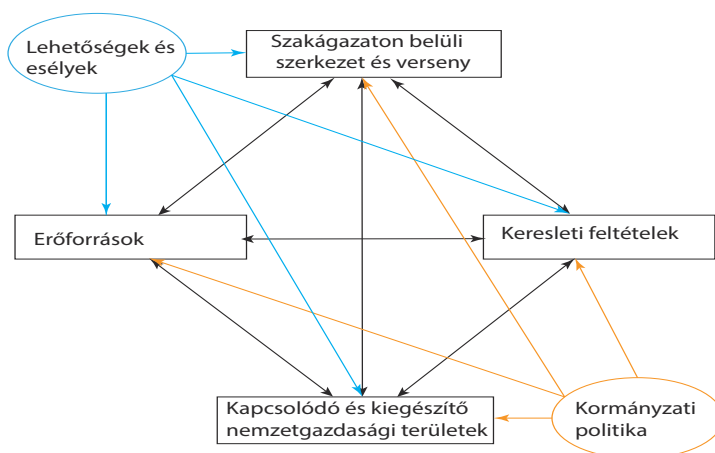 Lehetőségek és
esélyek
Szakágazaton belüli
szerkezet és verseny
Erőforrások
Keresleti feltételek
Kapcsolódó és kiegészítő
nemzetgazdasági területek
Kormányzati
politika